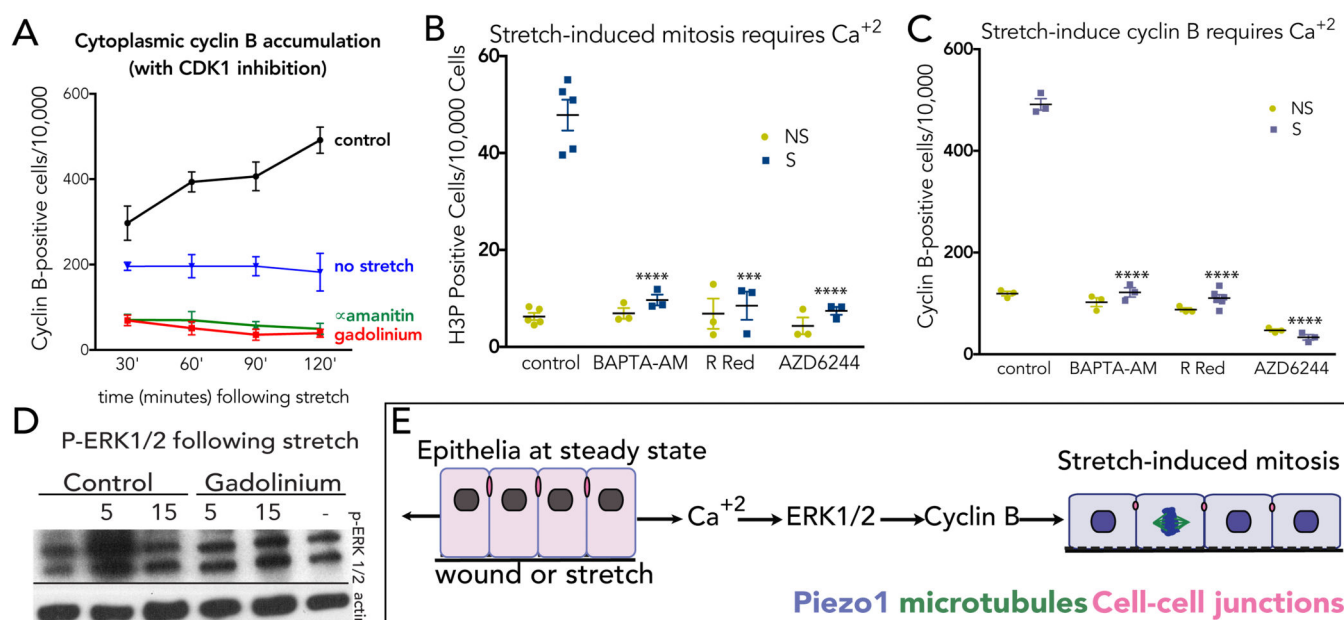 A
Cytoplasmic cyclin B accumulation
(with CDK1 inhibition)
Cyclin B-positive cells/10,000
600
400
200
0
control
no stretch
∝amanitin
gadolinium
30' 60' 90' 120'
time (minutes) following stretch
B
Stretch-induced mitosis requires Ca+2
H3P Positive Cells/10,000 Cells
60
40
20
0
NS
S
**** *** ****
control BAPTA-AM R Red AZD6244
C
Stretch-induce cyclin B requires Ca+2
Cyclin B-positive cells/10,000
600
400
200
0
NS
S
**** **** ****
control BAPTA-AM R Red AZD6244
D
P-ERK1/2 following stretch
Control Gadolinium
5 15 5 15 -
p-ERK 1/2
actin
E
Epithelia at steady state
wound or stretch
Ca+2
ERK1/2
Cyclin B
Stretch-induced mitosis
Piezo1 microtubules Cell-cell junctions